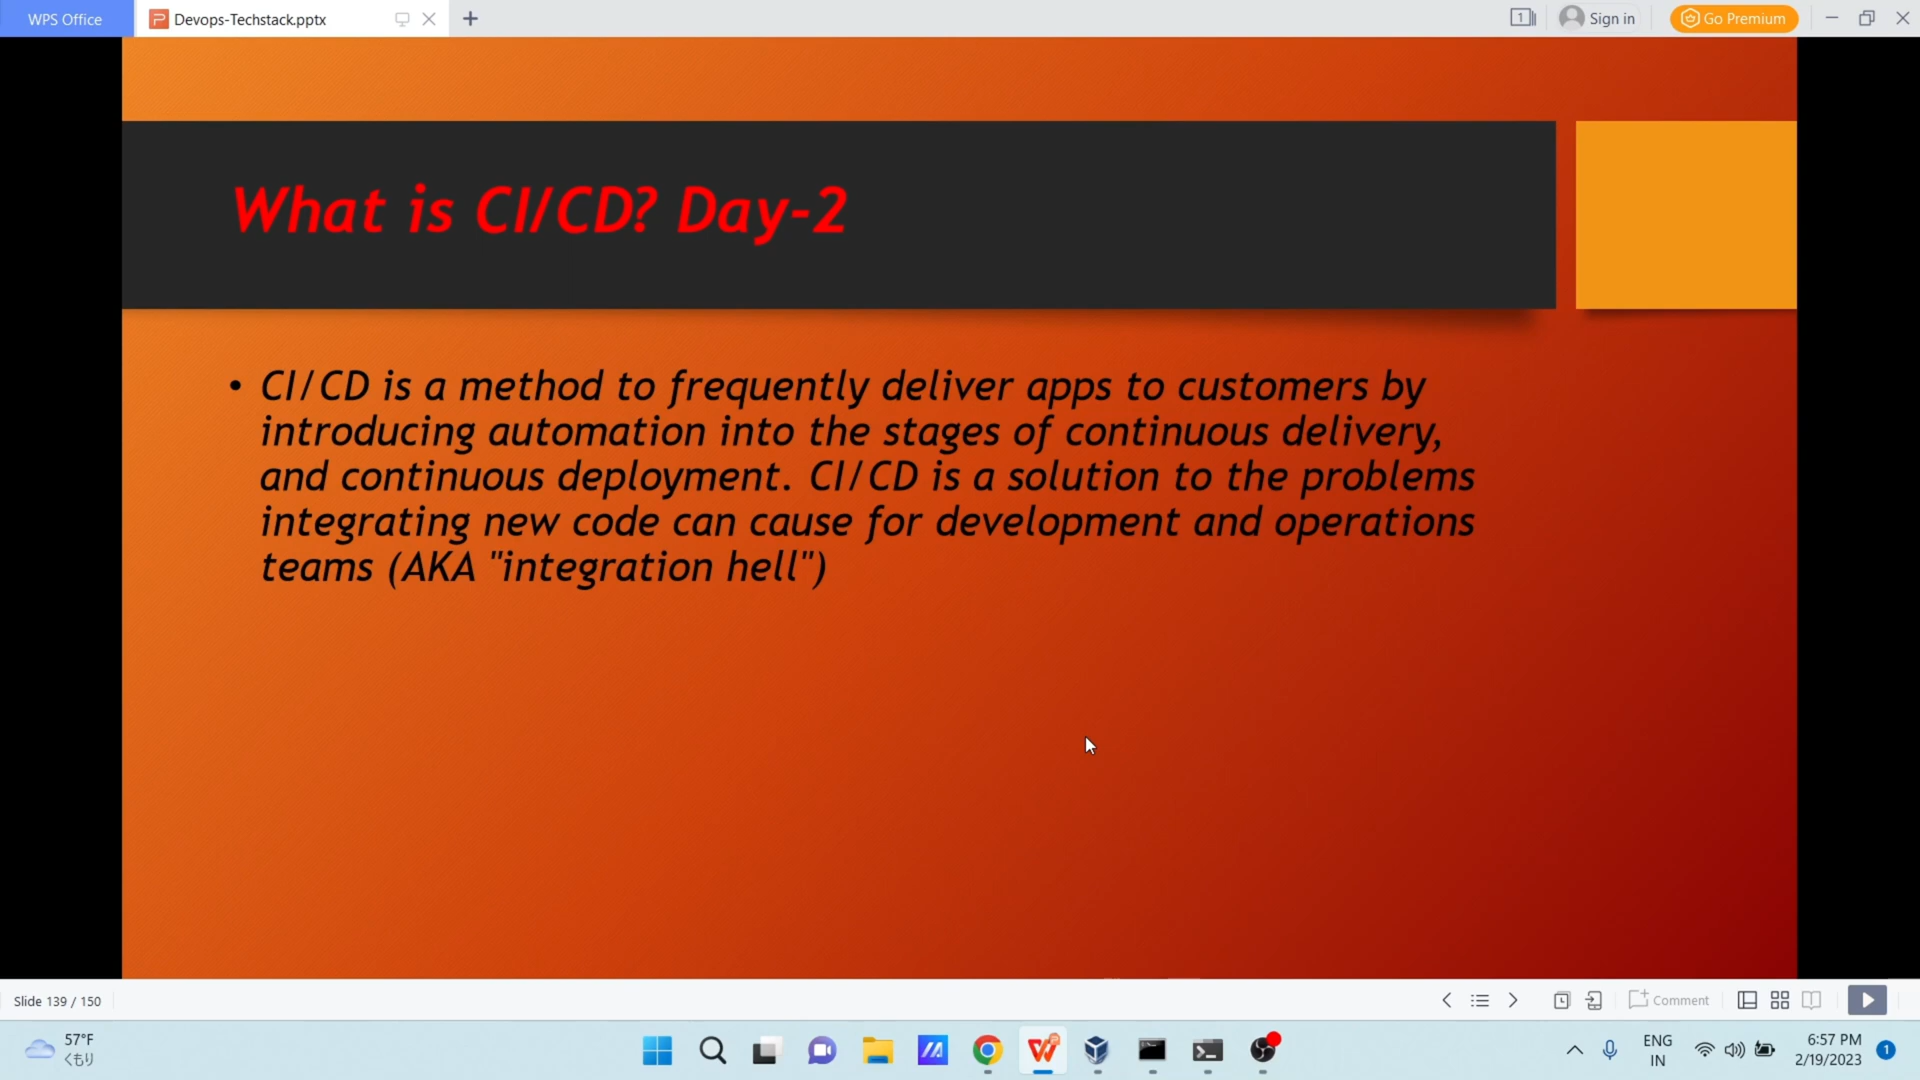 WPS Office
Devops-Techstack.pptx
1
Sign in
Go Premium
What is CI/CD? Day-2
• CI/CD is a method to frequently deliver apps to customers by
introducing automation into the stages of continuous delivery,
and continuous deployment. CI/CD is a solution to the problems
integrating new code can cause for development and operations
teams (AKA "integration hell")
Slide 139 / 150
Comment
57°F
くもり
ENG
IN
6:57 PM
2/19/2023
1